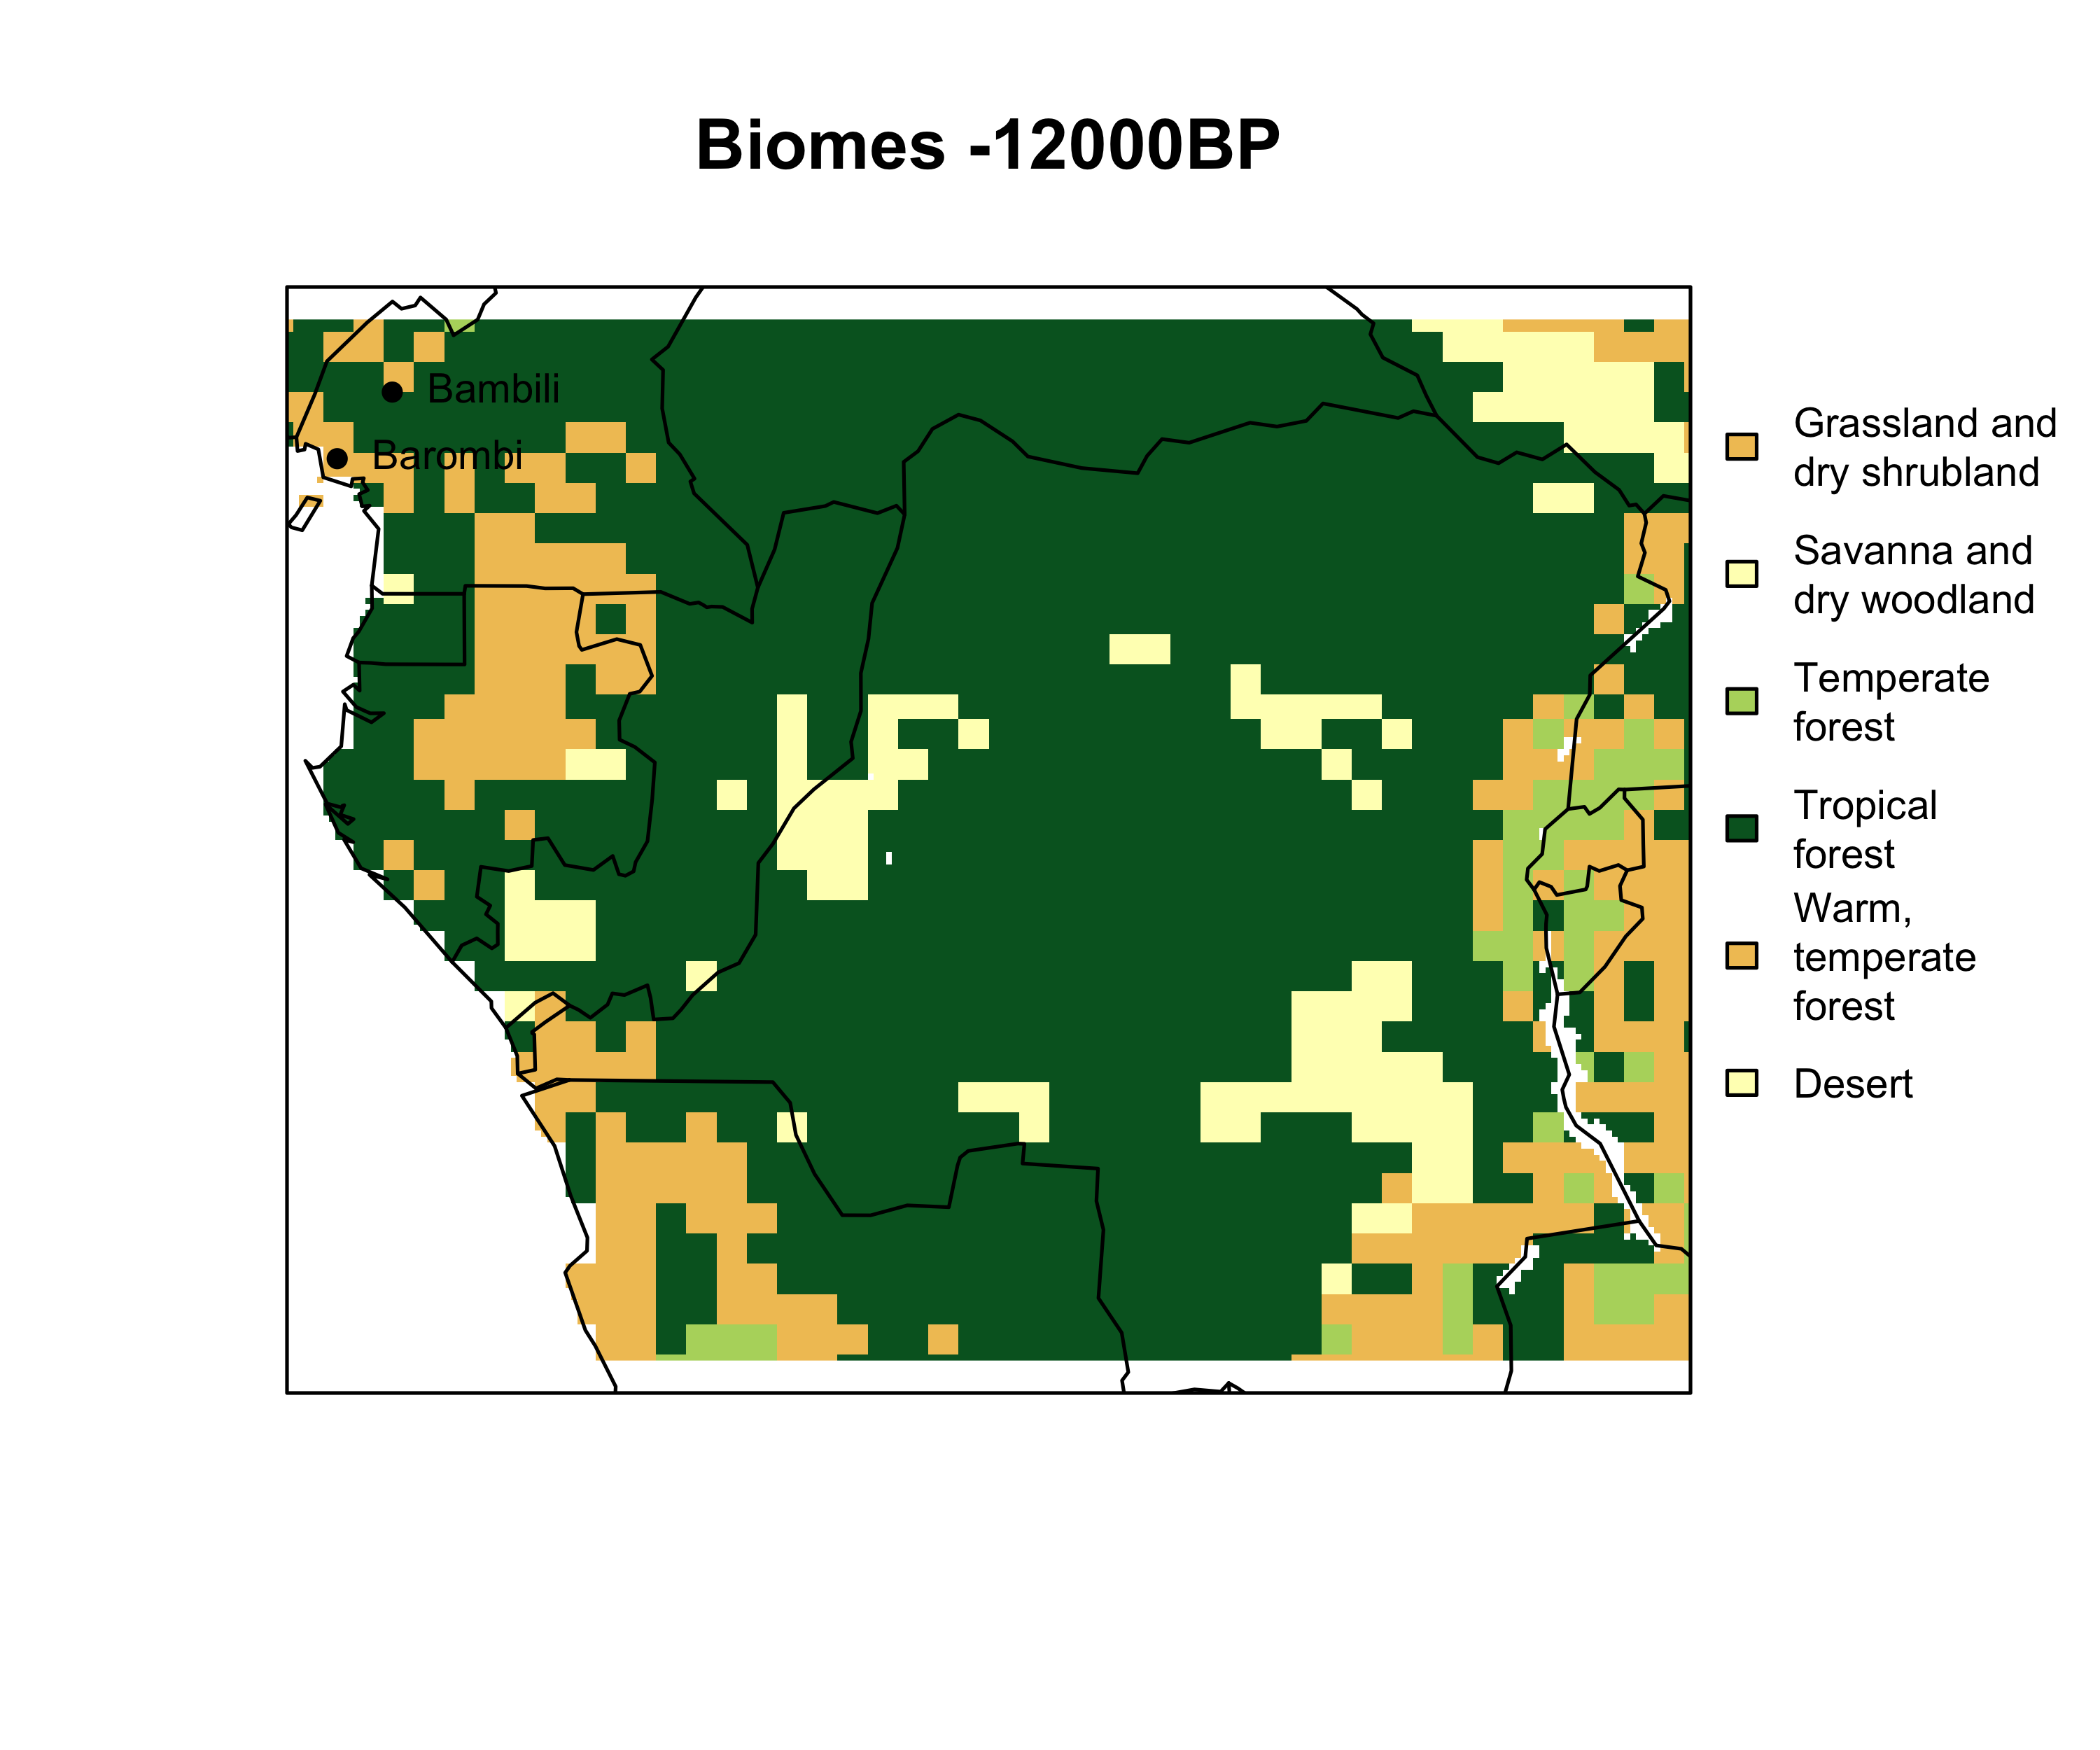 Biomes -12000BP
Bambili
Barombi
Grassland and
dry shrubland
Savanna and
dry woodland
Temperate
forest
Tropical
forest
Warm,
temperate
forest
Desert